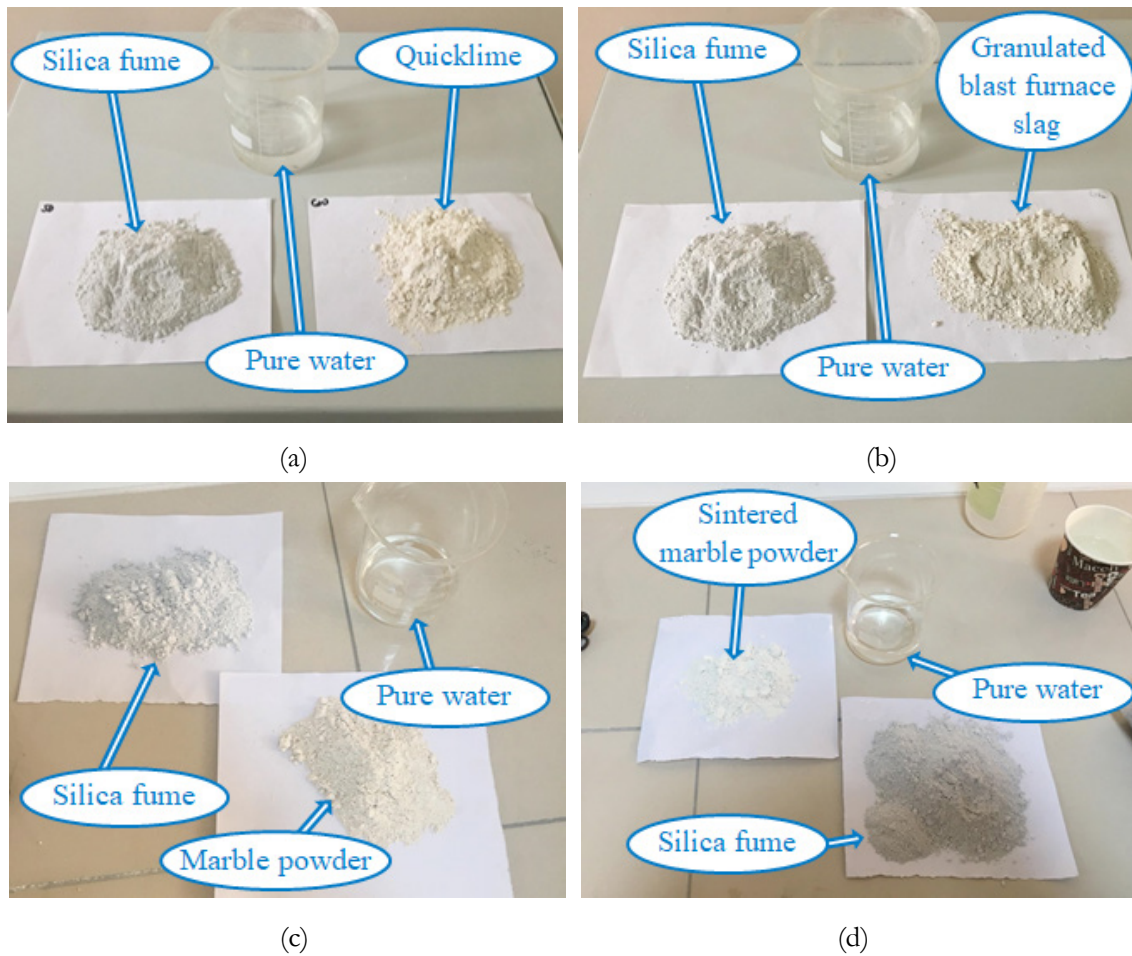 Silica fume
Quicklime
Pure water
(a)
Silica fume
Granulated
blast furnace
slag
Pure water
(b)
Silica fume
Marble powder
Pure water
(c)
Sintered
marble powder
Pure water
Silica fume
Tea
(d)